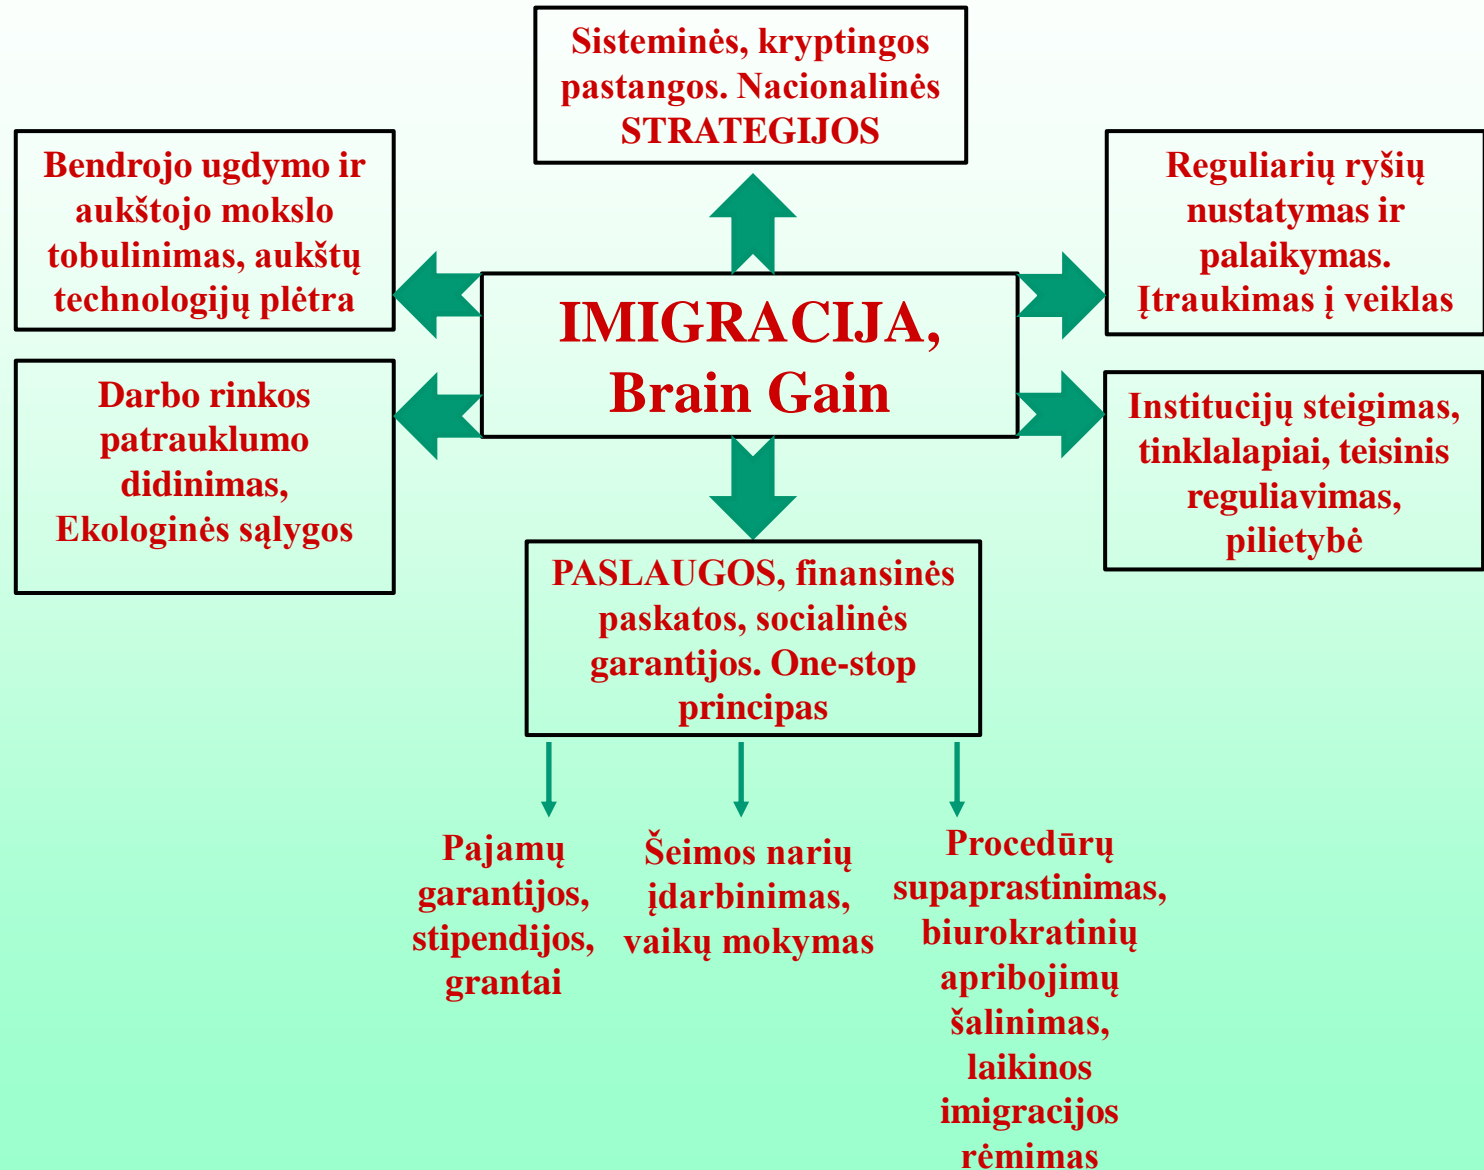 Sisteminės, kryptingos
pastangos. Nacionalinės
STRATEGIJOS
Bendrojo ugdymo ir
aukštojo mokslo
tobulinimas, aukštų
technologijų plėtra
Reguliarių ryšių
nustatymas ir
palaikymas.
Įtraukimas į veiklas
IMIGRACIJA,
Brain Gain
Darbo rinkos
patrauklumo
didinimas,
Ekologinės sąlygos
Institucijų steigimas,
tinklalapiai, teisinis
reguliavimas,
pilietybė
PASLAUGOS, finansinės
paskatos, socialinės
garantijos. One-stop
principas
Pajamų
garantijos,
stipendijos,
grantai
Šeimos narių
įdarbinimas,
vaikų mokymas
Procedūrų
supaprastinimas,
biurokratinių
apribojimų
šalinimas,
laikinos
imigracijos
rėmimas